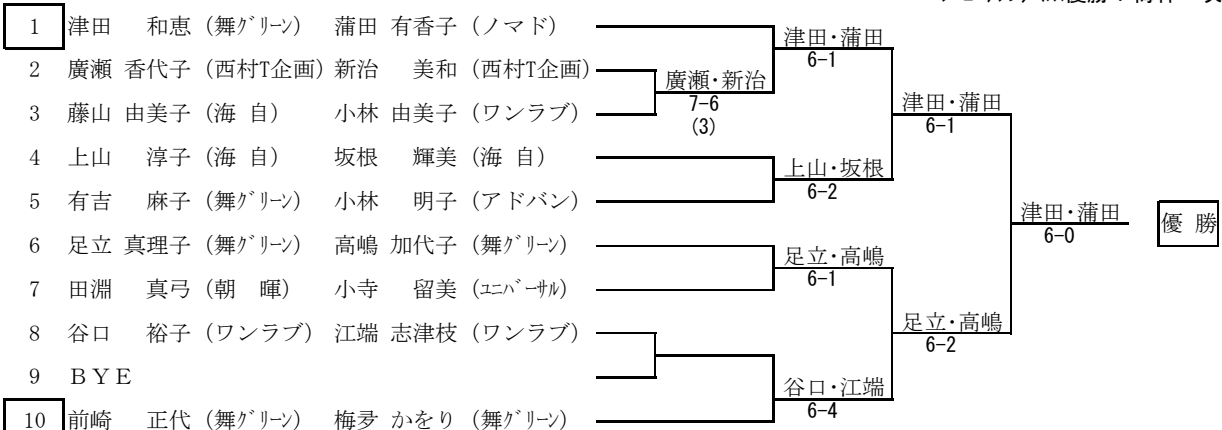 1 津田 和恵 (舞グリーン) 蒲田 有香子 (ノマド)
津田・蒲田
6-1
2 廣瀬 香代子 (西村T企画) 新治 美和 (西村T企画)
廣瀬・新治
7-6
(3)
3 藤山 由美子 (海 自) 小林 由美子 (ワンラブ)
津田・蒲田
6-1
4 上山 淳子 (海 自) 坂根 輝美 (海 自)
上山・坂根
6-2
5 有吉 麻子 (舞グリーン) 小林 明子 (アドバン)
津田・蒲田
6-0
優 勝
6 足立 真理子 (舞グリーン) 高嶋 加代子 (舞グリーン)
足立・高嶋
6-1
7 田淵 真弓 (朝 暉) 小寺 留美 (ユニバーサル)
8 谷口 裕子 (ワンラブ) 江端 志津枝 (ワンラブ)
足立・高嶋
6-2
9 BYE
谷口・江端
6-4
10 前崎 正代 (舞グリーン) 梅 かをり (舞グリーン)